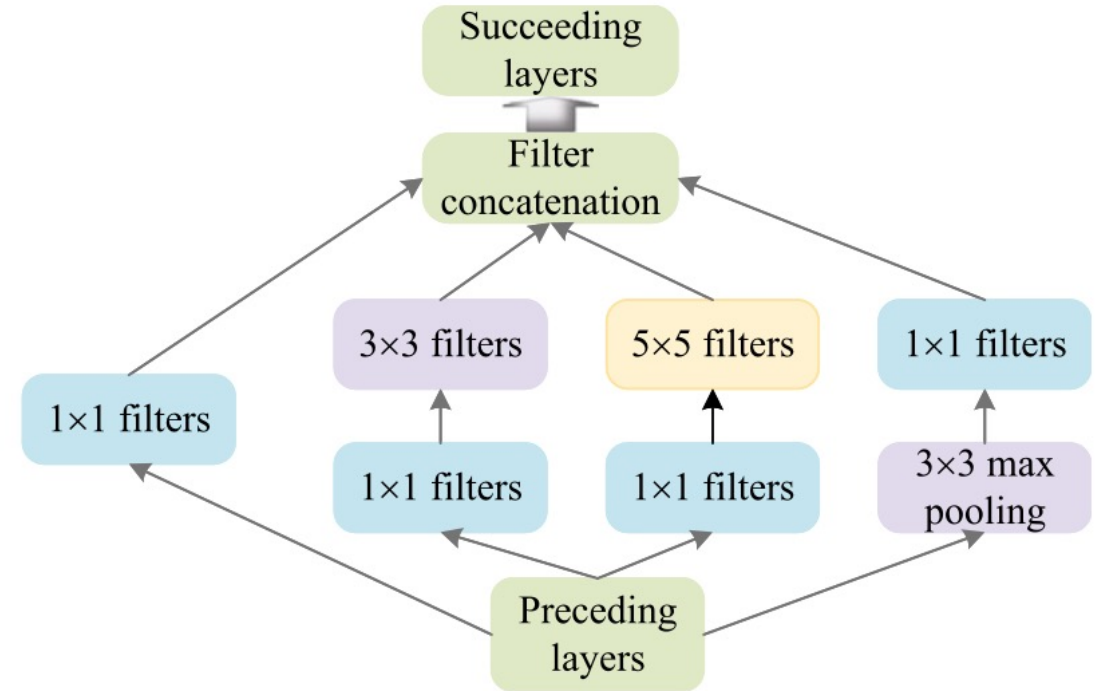 Succeeding
layers
Filter
concatenation
3×3 filters
5×5 filters
1×1 filters
1×1 filters
1×1 filters
1×1 filters
3×3 max
pooling
Preceding
layers